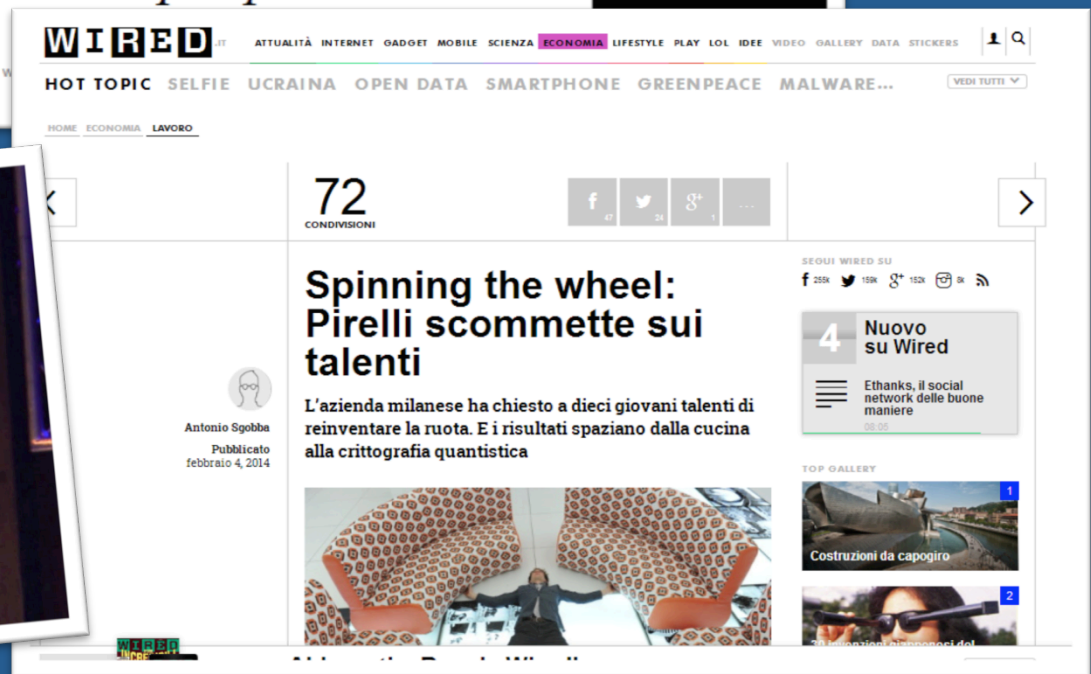 WIRED.IT
ATTUALITÀ INTERNET GADGET MOBILE SCIENZA ECONOMIA LIFESTYLE PLAY LOL IDEE VIDEO GALLERY DATA STICKERS
HOT TOPIC SELFIE UCRAINA OPEN DATA SMARTPHONE GREENPEACE MALWARE...
VEDI TUTTI
HOME ECONOMIA LAVORO
72
CONDIVISIONI
47 24 1
...
Spinning the wheel:
Pirelli scommette sui
talenti
L'azienda milanese ha chiesto a dieci giovani talenti di
reinventare la ruota. E i risultati spaziano dalla cucina
alla crittografia quantistica
Antonio Sgobba
Pubblicato
febbraio 4, 2014
SEGUI WIRED SU
255k 159k 152k 8k
4
Nuovo
su Wired
Ethanks, il social
network delle buone
maniere
08:05
TOP GALLERY
1
Costruzioni da capogiro
2
WIRED